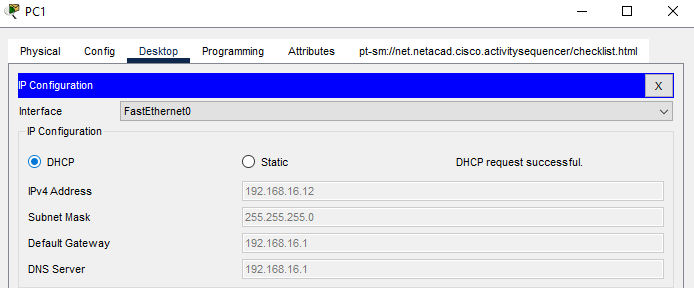 PC1
Physical Config Desktop Programming Attributes pt-sm://net.netacad.cisco.activitysequencer/checklist.html
IP Configuration X
Interface FastEthernet0
IP Configuration
DHCP Static DHCP request successful.
IPv4 Address 192.168.16.12
Subnet Mask 255.255.255.0
Default Gateway 192.168.16.1
DNS Server 192.168.16.1